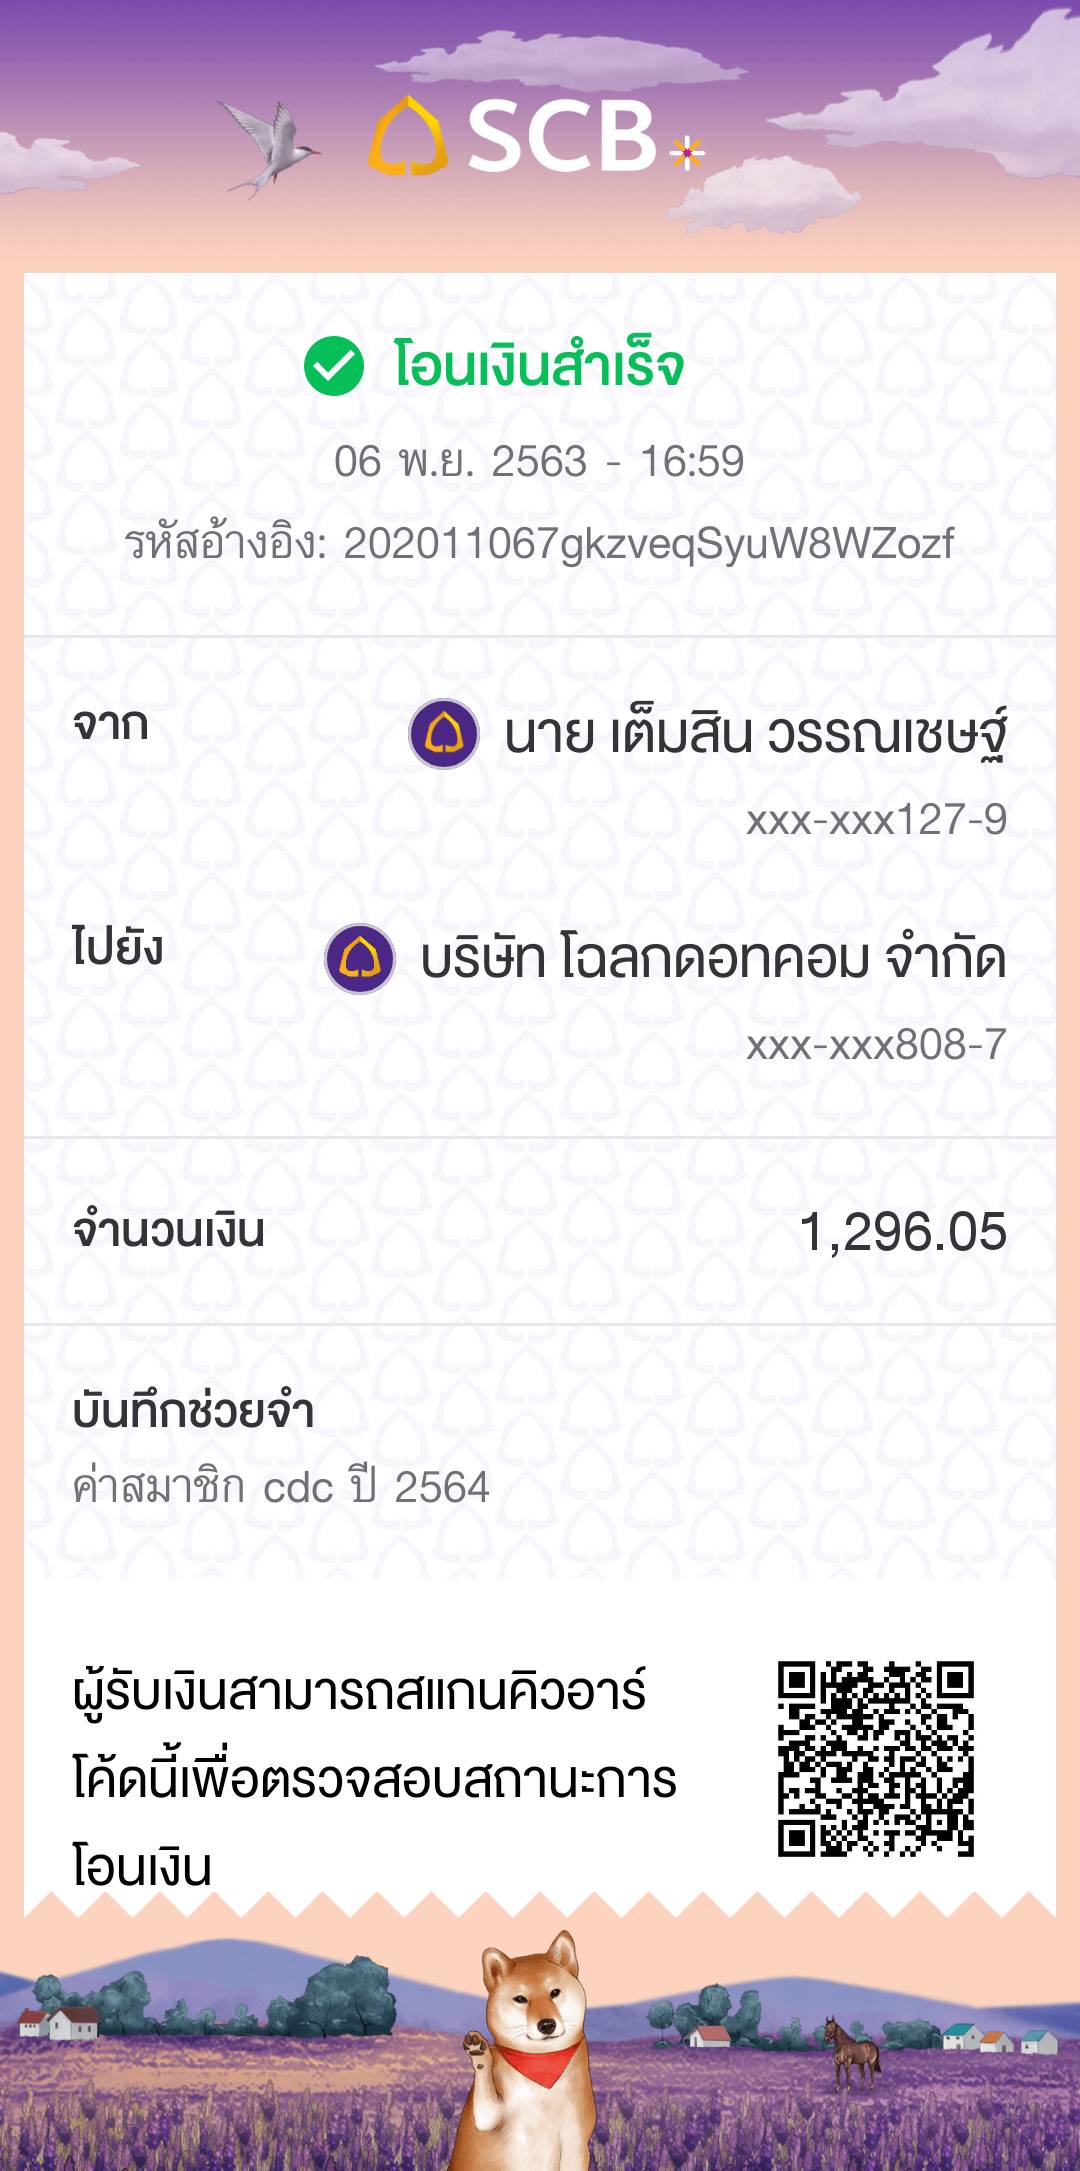 SCB
โอนเงินสำเร็จ
06 พ.ย. 2563 - 16:59
รหัสอ้างอิง: 202011067gkzveqSyuW8WZozf
จาก
นาย เต็มสิน วรรณเชษฐ์
xxx-xxx127-9
ไปยัง
บริษัท โฉลกดอทคอม จำกัด
xxx-xxx808-7
จำนวนเงิน
1,296.05
บันทึกช่วยจำ
ค่าสมาชิก cdc ปี 2564
ผู้รับเงินสามารถสแกนคิวอาร์
โค้ดนี้เพื่อตรวจสอบสถานะการ
โอนเงิน